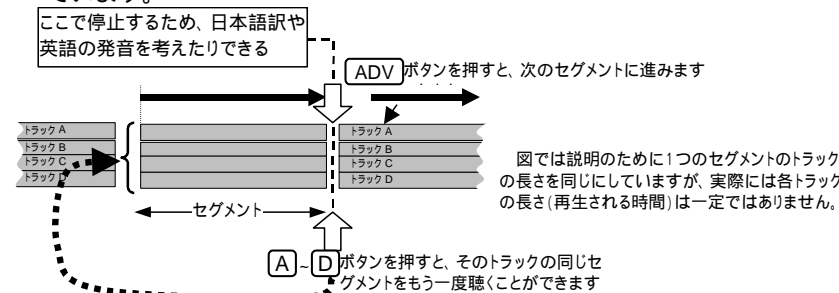 ています。
ここで停止するため、日本語訳や
英語の発音を考えたりできる
ADV ボタンを押すと、次のセグメントに進みます
トラック A
トラック B
トラック C
トラック D
トラック A
トラック B
トラック C
トラック D
図では説明のために1つのセグメントのトラック
の長さを同じにしていますが、実際には各トラック
の長さ(再生される時間)は一定ではありません。
セグメント
A ~ D ボタンを押すと、そのトラックの同じセ
グメントをもう一度聴くことができます